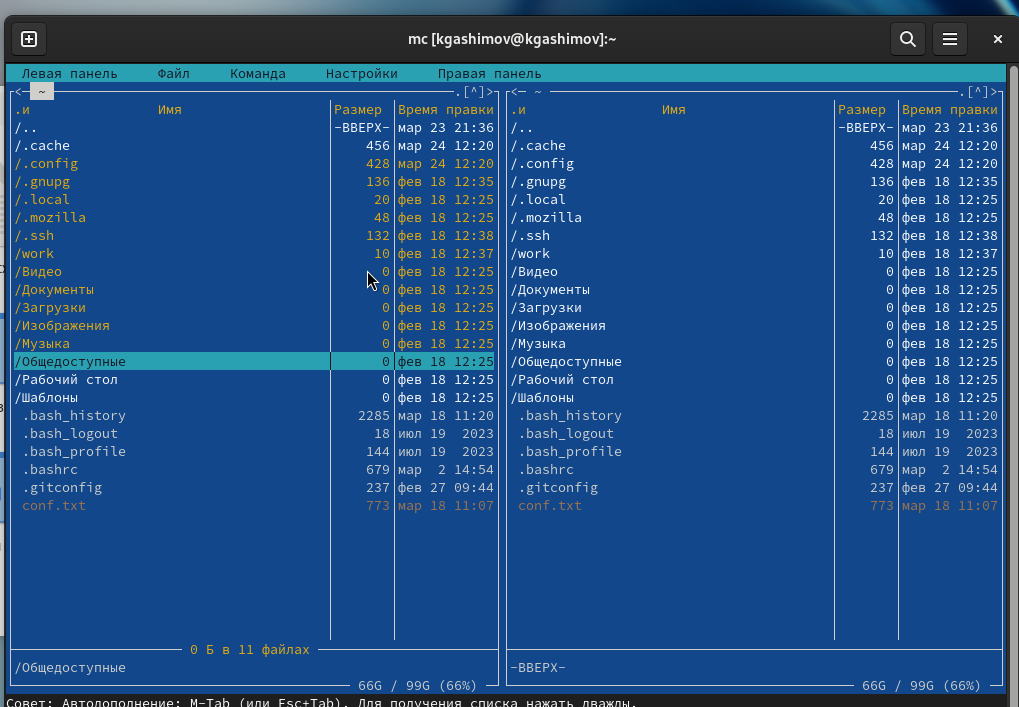 mc [kgashimov@kgashimov]:~
Левая панель Файл Команда Настройки Правая панель
<─ ~ .[^]> <─ ~ .[^]>
.и Имя Размер Время правки .и Имя Размер Время правки
/.. -ВВЕРХ- мар 23 21:36 /.. -ВВЕРХ- мар 23 21:36
/.cache 456 мар 24 12:20 /.cache 456 мар 24 12:20
/.config 428 мар 24 12:20 /.config 428 мар 24 12:20
/.gnupg 136 фев 18 12:35 /.gnupg 136 фев 18 12:35
/.local 20 фев 18 12:25 /.local 20 фев 18 12:25
/.mozilla 48 фев 18 12:25 /.mozilla 48 фев 18 12:25
/.ssh 132 фев 18 12:38 /.ssh 132 фев 18 12:38
/work 10 фев 18 12:37 /work 10 фев 18 12:37
/Видео 0 фев 18 12:25 /Видео 0 фев 18 12:25
/Документы 0 фев 18 12:25 /Документы 0 фев 18 12:25
/Загрузки 0 фев 18 12:25 /Загрузки 0 фев 18 12:25
/Изображения 0 фев 18 12:25 /Изображения 0 фев 18 12:25
/Музыка 0 фев 18 12:25 /Музыка 0 фев 18 12:25
/Общедоступные 0 фев 18 12:25 /Общедоступные 0 фев 18 12:25
/Рабочий стол 0 фев 18 12:25 /Рабочий стол 0 фев 18 12:25
/Шаблоны 0 фев 18 12:25 /Шаблоны 0 фев 18 12:25
.bash_history 2285 мар 18 11:20 .bash_history 2285 мар 18 11:20
.bash_logout 18 июл 19 2023 .bash_logout 18 июл 19 2023
.bash_profile 144 июл 19 2023 .bash_profile 144 июл 19 2023
.bashrc 679 мар 2 14:54 .bashrc 679 мар 2 14:54
.gitconfig 237 фев 27 09:44 .gitconfig 237 фев 27 09:44
conf.txt 773 мар 18 11:07 conf.txt 773 мар 18 11:07
0 Б в 11 файлах
/Общедоступные -ВВЕРХ-
66G / 99G (66%) 66G / 99G (66%)
Совет: Автодополнение: M-Tab (или Esc+Tab). Для получения списка нажать дважды.